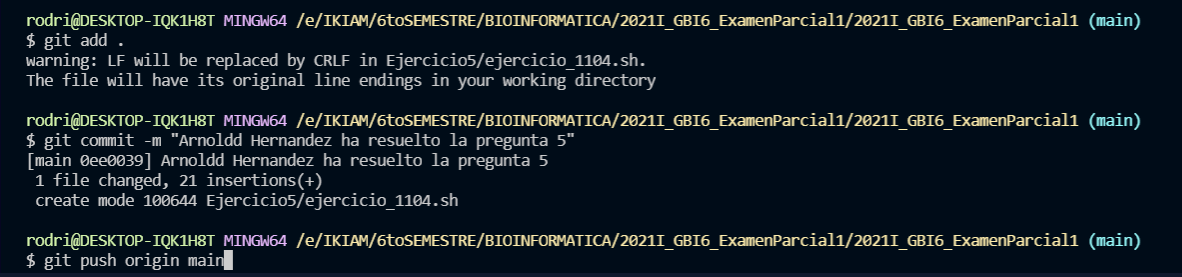 rodri@DESKTOP-IQK1H8T MINGW64 /e/IKIAM/6toSEMESTRE/BIOINFORMATICA/2021I_GBI6_ExamenParcial1/2021I_GBI6_ExamenParcial1 (main)
$ git add .
warning: LF will be replaced by CRLF in Ejercicio5/ejercicio_1104.sh.
The file will have its original line endings in your working directory
rodri@DESKTOP-IQK1H8T MINGW64 /e/IKIAM/6toSEMESTRE/BIOINFORMATICA/2021I_GBI6_ExamenParcial1/2021I_GBI6_ExamenParcial1 (main)
$ git commit -m "Arnoldd Hernandez ha resuelto la pregunta 5"
[main 0ee0039] Arnoldd Hernandez ha resuelto la pregunta 5
1 file changed, 21 insertions(+)
create mode 100644 Ejercicio5/ejercicio_1104.sh
rodri@DESKTOP-IQK1H8T MINGW64 /e/IKIAM/6toSEMESTRE/BIOINFORMATICA/2021I_GBI6_ExamenParcial1/2021I_GBI6_ExamenParcial1 (main)
$ git push origin main